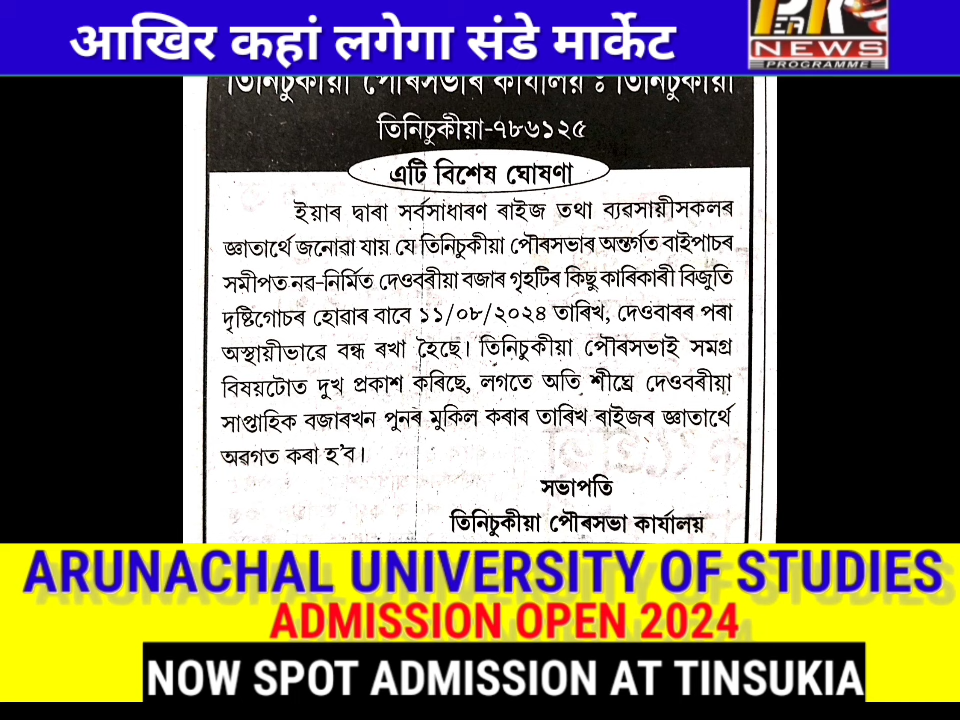 आखिर कहां लगेगा संडे मार्केट
NEWS
PROGRAMME
তিনিচুকীয়া পৌৰসভাৰ কাৰ্যালয় : তিনিচুকীয়া
তিনিচুকীয়া-৭৮৬১২৫
এটি বিশেষ ঘোষণা
ইয়াৰ দ্বাৰা সৰ্বসাধাৰণ ৰাইজ তথা ব্যৱসায়ীসকলৰ
জ্ঞাতাৰ্থে জনোৱা যায় যে তিনিচুকীয়া পৌৰসভাৰ অন্তৰ্গত বাইপাচৰ
সমীপত নৱ-নিৰ্মিত দেওবৰীয়া বজাৰ গৃহটিৰ কিছু কাৰিকাৰী বিজুতি
দৃষ্টিগোচৰ হোৱাৰ বাবে ১১/০৮/২০২৪ তাৰিখ, দেওবাৰৰ পৰা
অস্থায়ীভাৱে বন্ধ ৰখা হৈছে। তিনিচুকীয়া পৌৰসভাই সমগ্ৰ
বিষয়টোত দুখ প্ৰকাশ কৰিছে, লগতে অতি শীঘ্ৰে দেওবৰীয়া
সাপ্তাহিক বজাৰখন পুনৰ মুকিল কৰাৰ তাৰিখ ৰাইজৰ জ্ঞাতাৰ্থে
অৱগত কৰা হ'ব।
সভাপতি
তিনিচুকীয়া পৌৰসভা কাৰ্যালয়
ARUNACHAL UNIVERSITY OF STUDIES
ADMISSION OPEN 2024
NOW SPOT ADMISSION AT TINSUKIA